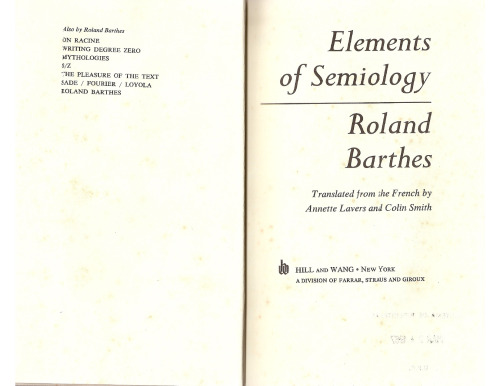 Also by Roland Barthes
ON RACINE
WRITING DEGREE ZERO
MYTHOLOGIES
S/Z
THE PLEASURE OF THE TEXT
SADE / FOURIER / LOYOLA
ROLAND BARTHES
Elements
of Semiology
Roland
Barthes
Translated from the French by
Annette Lavers and Colin Smith
HILL AND WANG • NEW YORK
A DIVISION OF FARRAR, STRAUS AND GIROUX